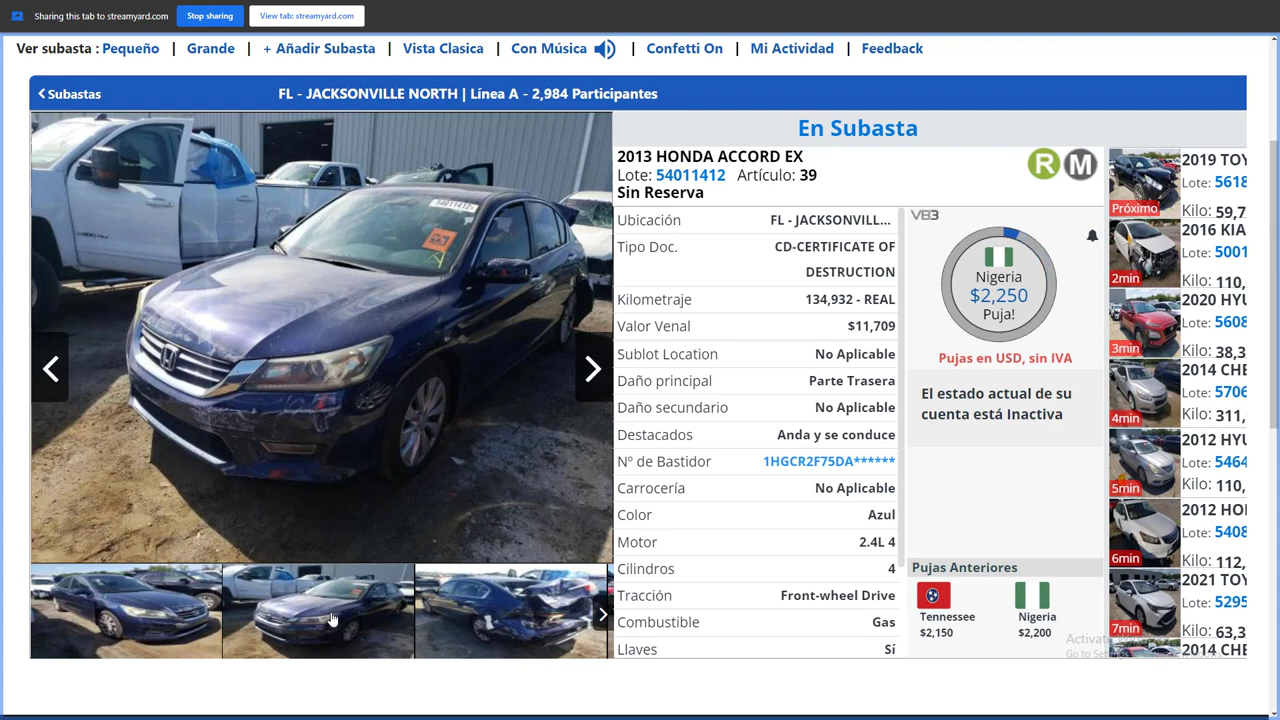 Sharing this tab to streamyard.com
Stop sharing
View tab: streamyard.com
Ver subasta : Pequeño | Grande | + Añadir Subasta | Vista Clasica | Con Música | Confetti On | Mi Actividad | Feedback
Subastas
FL - JACKSONVILLE NORTH | Línea A - 2,984 Participantes
54011412
En Subasta
2013 HONDA ACCORD EX
Lote: 54011412 Artículo: 39
Sin Reserva
R M
Ubicación FL - JACKSONVILL...
Tipo Doc. CD-CERTIFICATE OF
DESTRUCTION
Kilometraje 134,932 - REAL
Valor Venal $11,709
Sublot Location No Aplicable
Daño principal Parte Trasera
Daño secundario No Aplicable
Destacados Anda y se conduce
Nº de Bastidor 1HGCR2F75DA******
Carrocería No Aplicable
Color Azul
Motor 2.4L 4
Cilindros 4
Tracción Front-wheel Drive
Combustible Gas
Llaves Sí
VB3
Nigeria
$2,250
Puja!
Pujas en USD, sin IVA
El estado actual de su
cuenta está Inactiva
Pujas Anteriores
Tennessee
$2,150
Nigeria
$2,200
2019 TOY
Lote: 5618
Próximo
Kilo: 59,7
2016 KIA
Lote: 5001
2min
Kilo: 110,
2020 HYU
Lote: 5608
3min
Kilo: 38,3
2014 CHE
Lote: 5706
4min
Kilo: 311,
2012 HYU
Lote: 5464
5min
Kilo: 110,
2012 HO
Lote: 5408
6min
Kilo: 112,
2021 TOY
Lote: 5295
7min
Kilo: 63,3
2014 CHE